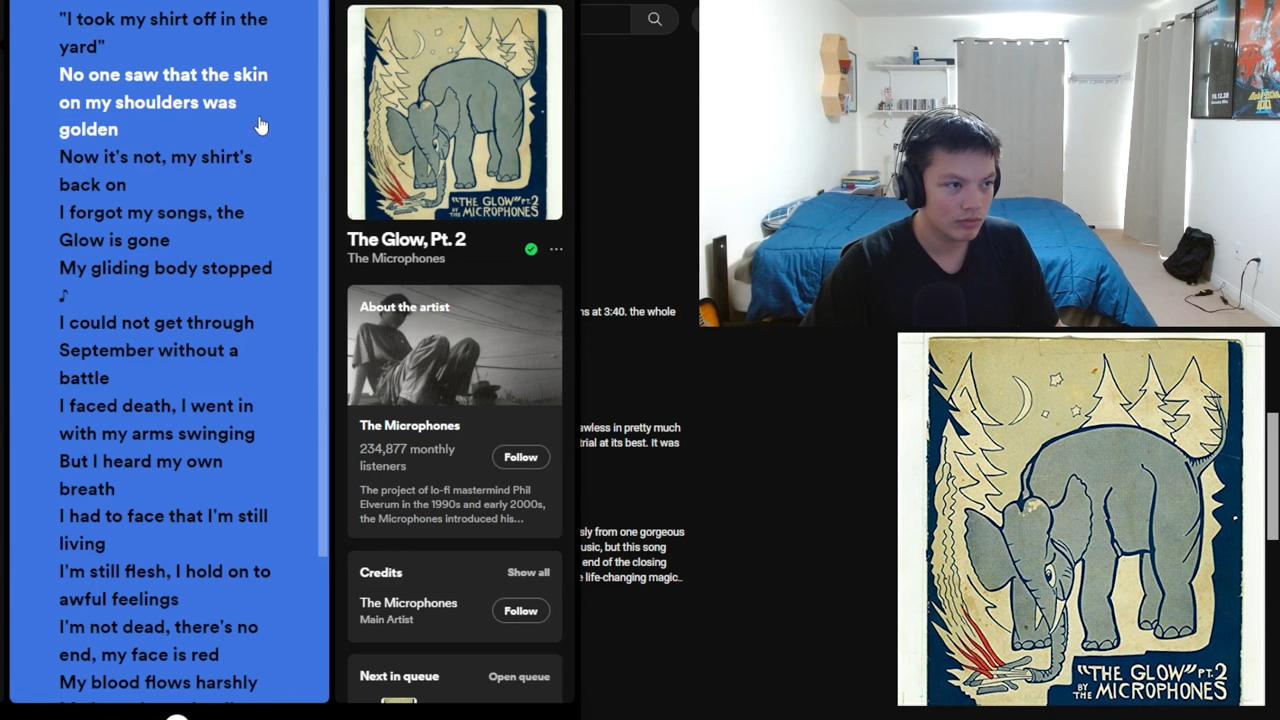 "I took my shirt off in the
yard"
No one saw that the skin
on my shoulders was
golden
Now it's not, my shirt's
back on
I forgot my songs, the
Glow is gone
My gliding body stopped
♪
I could not get through
September without a
battle
I faced death, I went in
with my arms swinging
But I heard my own
breath
I had to face that I'm still
living
I'm still flesh, I hold on to
awful feelings
I'm not dead, there's no
end, my face is red
My blood flows harshly
"THE GLOW" PT. 2
BY THE MICROPHONES
The Glow, Pt. 2
The Microphones
About the artist
The Microphones
234,877 monthly
listeners
Follow
The project of lo-fi mastermind Phil
Elverum in the 1990s and early 2000s,
the Microphones introduced his...
Credits
Show all
The Microphones
Main Artist
Follow
Next in queue
Open queue
at 3:40. the whole
awless in pretty much
trial at its best. It was
sly from one gorgeous
usic, but this song
end of the closing
life-changing magic..
"THE GLOW" PT. 2
BY THE MICROPHONES